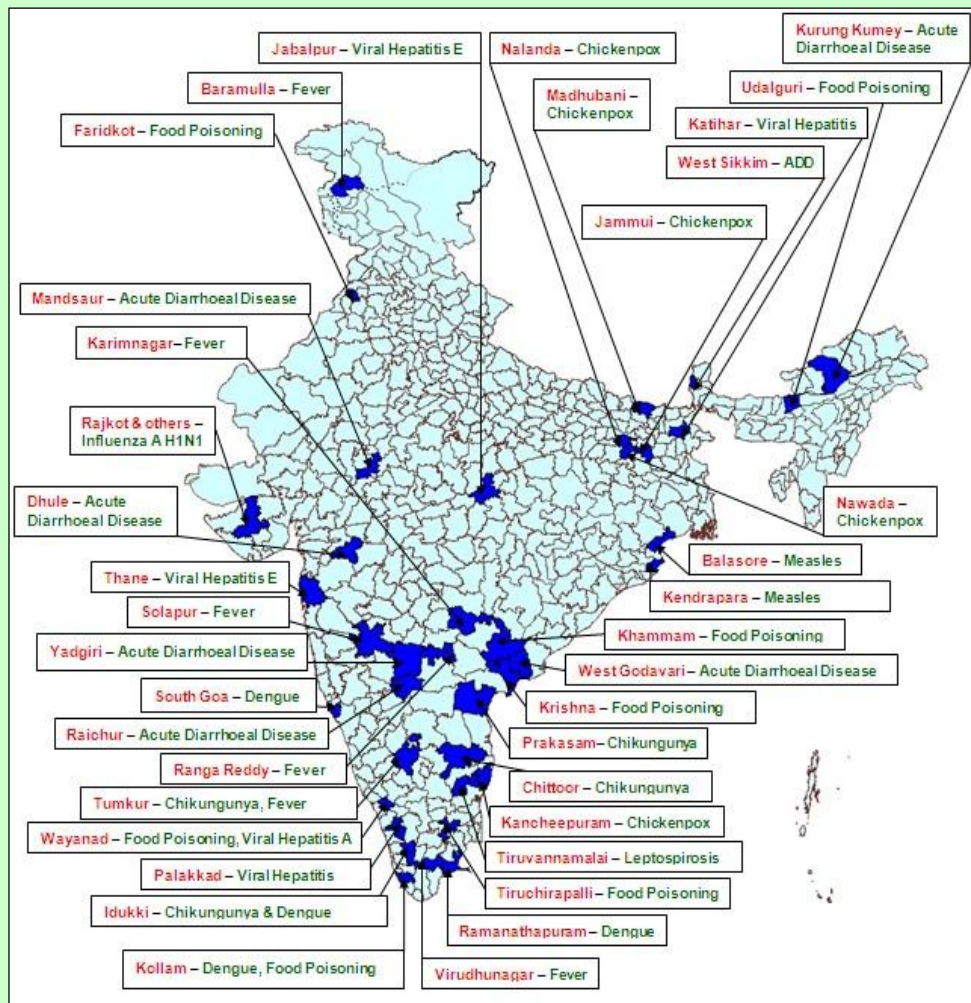 Jabalpur – Viral Hepatitis E
Nalanda – Chickenpox
Kurung Kumey – Acute
Diarrhoeal Disease
Baramulla – Fever
Madhubani –
Chickenpox
Udalguri – Food Poisoning
Faridkot – Food Poisoning
Katihar – Viral Hepatitis
West Sikkim – ADD
Jammui – Chickenpox
Mandsaur – Acute Diarrhoeal Disease
Karimnagar – Fever
Rajkot & others –
Influenza A H1N1
Dhule – Acute
Diarrhoeal Disease
Nawada –
Chickenpox
Thane – Viral Hepatitis E
Balasore – Measles
Kendrapara – Measles
Solapur – Fever
Khammam – Food Poisoning
Yadgiri – Acute Diarrhoeal Disease
West Godavari – Acute Diarrhoeal Disease
South Goa – Dengue
Krishna – Food Poisoning
Raichur – Acute Diarrhoeal Disease
Prakasam – Chikungunya
Ranga Reddy – Fever
Chittoor – Chikungunya
Tumkur – Chikungunya, Fever
Kancheepuram – Chickenpox
Wayanad – Food Poisoning, Viral Hepatitis A
Tiruvannamalai – Leptospirosis
Palakkad – Viral Hepatitis
Tiruchirapalli – Food Poisoning
Idukki – Chikungunya & Dengue
Ramanathapuram – Dengue
Kollam – Dengue, Food Poisoning
Virudhunagar – Fever